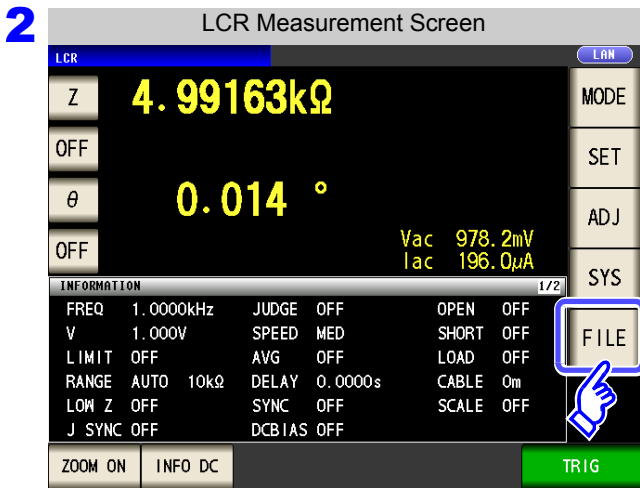 2
LCR Measurement Screen
LCR
LAN
Z
4.99163kΩ
MODE
OFF
SET
θ
0.014 °
ADJ
OFF
Vac 978.2mV
Iac 196.0μA
SYS
INFORMATION 1/2
FREQ 1.0000kHz JUDGE OFF OPEN OFF
V 1.000V SPEED MED SHORT OFF
FILE
LIMIT OFF AVG OFF LOAD OFF
RANGE AUTO 10kΩ DELAY 0.0000s CABLE 0m
LOW Z OFF SYNC OFF SCALE OFF
J SYNC OFF DCBIAS OFF
ZOOM ON INFO DC TRIG